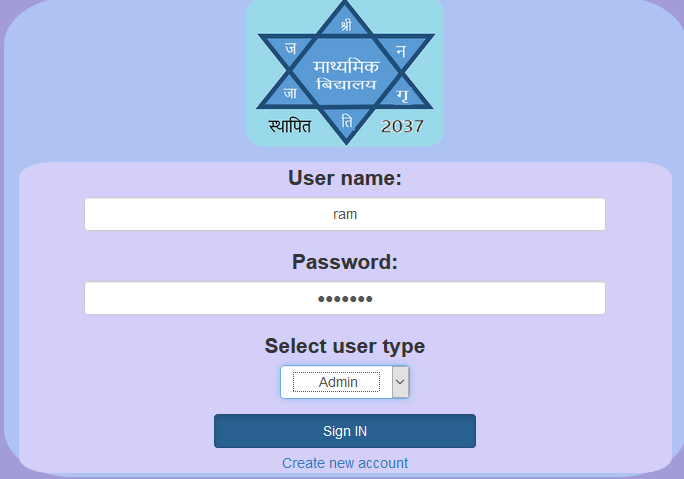 श्री
ज
न
माध्यमिक
बिद्यालय
जा
गृ
ति
स्थापित 2037
User name:
ram
Password:
•••••••
Select user type
Admin
Sign IN
Create new account